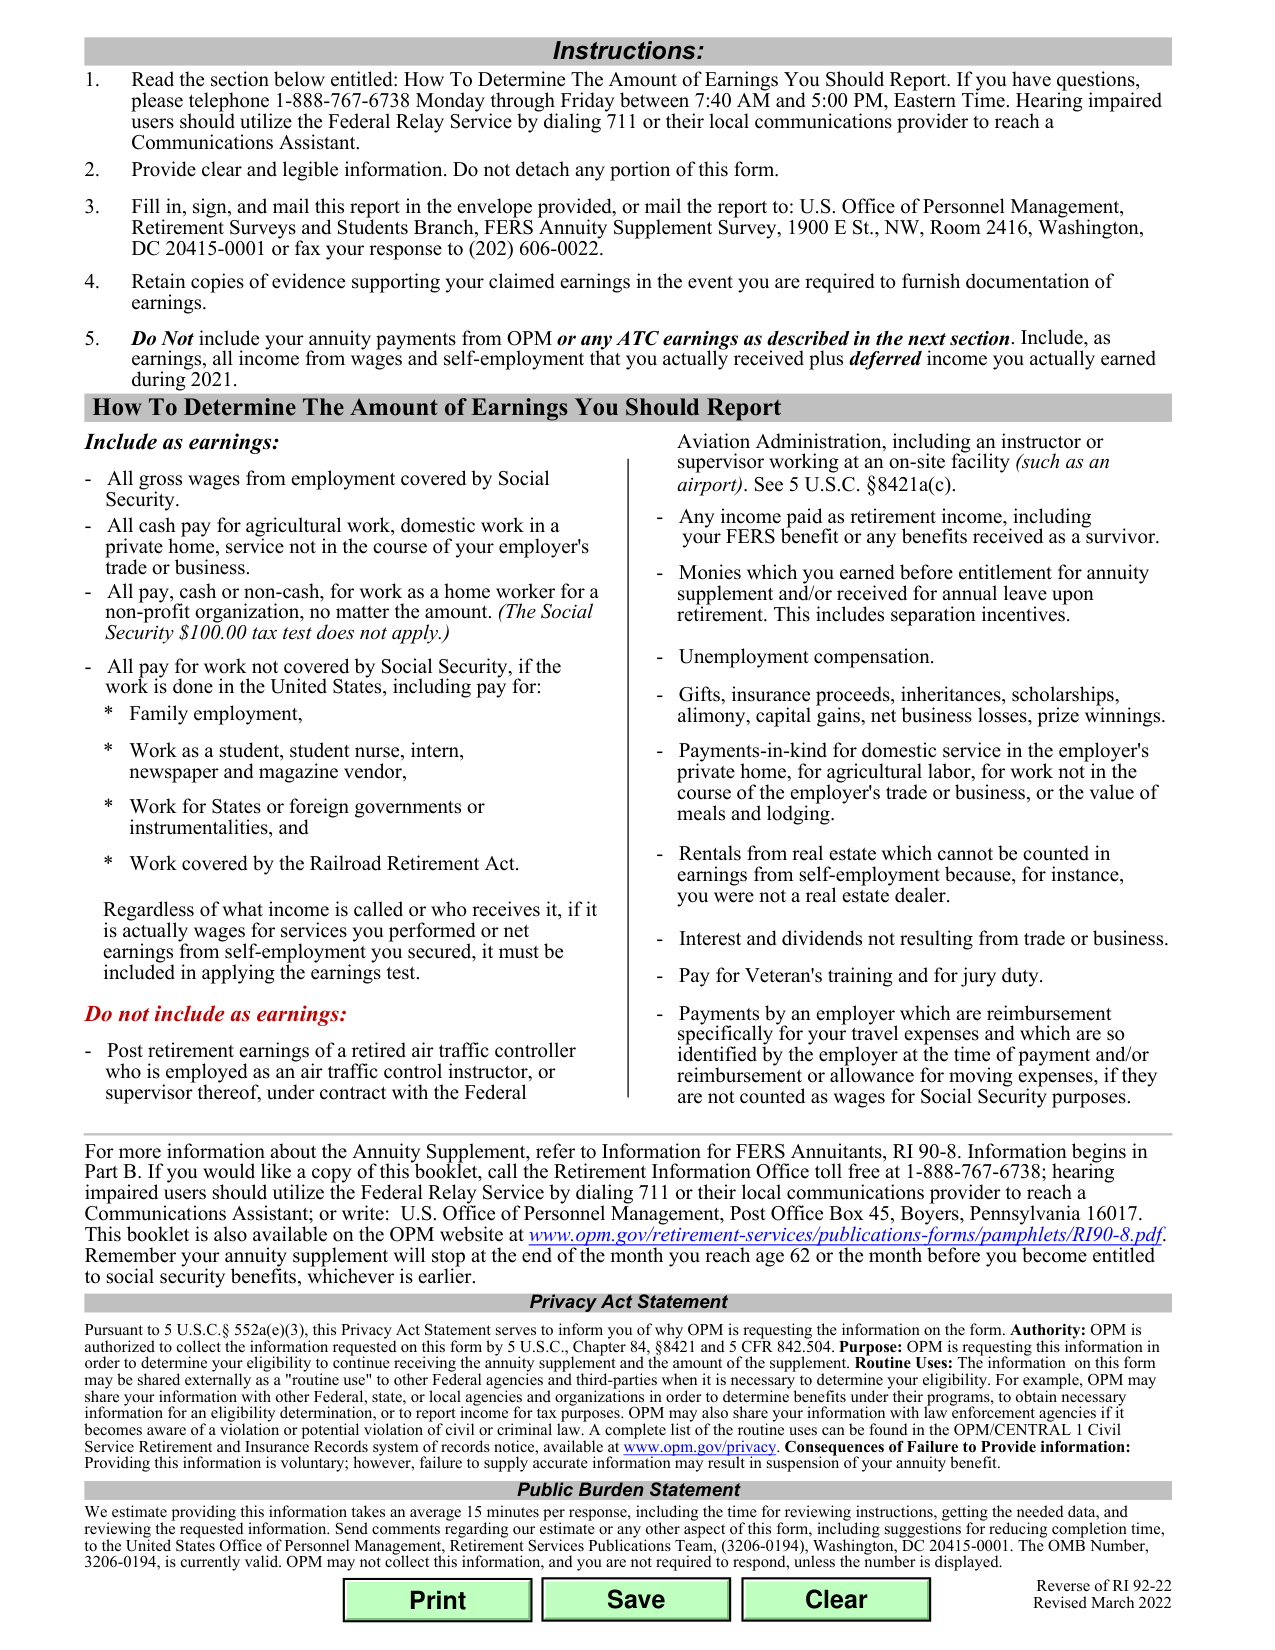 Instructions:
1. Read the section below entitled: How To Determine The Amount of Earnings You Should Report. If you have questions,
please telephone 1-888-767-6738 Monday through Friday between 7:40 AM and 5:00 PM, Eastern Time. Hearing impaired
users should utilize the Federal Relay Service by dialing 711 or their local communications provider to reach a
Communications Assistant.
2. Provide clear and legible information. Do not detach any portion of this form.
3. Fill in, sign, and mail this report in the envelope provided, or mail the report to: U.S. Office of Personnel Management,
Retirement Surveys and Students Branch, FERS Annuity Supplement Survey, 1900 E St., NW, Room 2416, Washington,
DC 20415-0001 or fax your response to (202) 606-0022.
4. Retain copies of evidence supporting your claimed earnings in the event you are required to furnish documentation of
earnings.
5. Do Not include your annuity payments from OPM or any ATC earnings as described in the next section. Include, as
earnings, all income from wages and self-employment that you actually received plus deferred income you actually earned
during 2021.
How To Determine The Amount of Earnings You Should Report
Include as earnings:
- All gross wages from employment covered by Social
Security.
- All cash pay for agricultural work, domestic work in a
private home, service not in the course of your employer's
trade or business.
- All pay, cash or non-cash, for work as a home worker for a
non-profit organization, no matter the amount. (The Social
Security $100.00 tax test does not apply.)
- All pay for work not covered by Social Security, if the
work is done in the United States, including pay for:
* Family employment,
* Work as a student, student nurse, intern,
newspaper and magazine vendor,
* Work for States or foreign governments or
instrumentalities, and
* Work covered by the Railroad Retirement Act.
Regardless of what income is called or who receives it, if it
is actually wages for services you performed or net
earnings from self-employment you secured, it must be
included in applying the earnings test.
Do not include as earnings:
- Post retirement earnings of a retired air traffic controller
who is employed as an air traffic control instructor, or
supervisor thereof, under contract with the Federal
Aviation Administration, including an instructor or
supervisor working at an on-site facility (such as an
airport). See 5 U.S.C. §8421a(c).
- Any income paid as retirement income, including
your FERS benefit or any benefits received as a survivor.
- Monies which you earned before entitlement for annuity
supplement and/or received for annual leave upon
retirement. This includes separation incentives.
- Unemployment compensation.
- Gifts, insurance proceeds, inheritances, scholarships,
alimony, capital gains, net business losses, prize winnings.
- Payments-in-kind for domestic service in the employer's
private home, for agricultural labor, for work not in the
course of the employer's trade or business, or the value of
meals and lodging.
- Rentals from real estate which cannot be counted in
earnings from self-employment because, for instance,
you were not a real estate dealer.
- Interest and dividends not resulting from trade or business.
- Pay for Veteran's training and for jury duty.
- Payments by an employer which are reimbursement
specifically for your travel expenses and which are so
identified by the employer at the time of payment and/or
reimbursement or allowance for moving expenses, if they
are not counted as wages for Social Security purposes.
For more information about the Annuity Supplement, refer to Information for FERS Annuitants, RI 90-8. Information begins in
Part B. If you would like a copy of this booklet, call the Retirement Information Office toll free at 1-888-767-6738; hearing
impaired users should utilize the Federal Relay Service by dialing 711 or their local communications provider to reach a
Communications Assistant; or write: U.S. Office of Personnel Management, Post Office Box 45, Boyers, Pennsylvania 16017.
This booklet is also available on the OPM website at www.opm.gov/retirement-services/publications-forms/pamphlets/RI90-8.pdf.
Remember your annuity supplement will stop at the end of the month you reach age 62 or the month before you become entitled
to social security benefits, whichever is earlier.
Privacy Act Statement
Pursuant to 5 U.S.C.§ 552a(e)(3), this Privacy Act Statement serves to inform you of why OPM is requesting the information on the form. Authority: OPM is
authorized to collect the information requested on this form by 5 U.S.C., Chapter 84, §8421 and 5 CFR 842.504. Purpose: OPM is requesting this information in
order to determine your eligibility to continue receiving the annuity supplement and the amount of the supplement. Routine Uses: The information on this form
may be shared externally as a "routine use" to other Federal agencies and third-parties when it is necessary to determine your eligibility. For example, OPM may
share your information with other Federal, state, or local agencies and organizations in order to determine benefits under their programs, to obtain necessary
information for an eligibility determination, or to report income for tax purposes. OPM may also share your information with law enforcement agencies if it
becomes aware of a violation or potential violation of civil or criminal law. A complete list of the routine uses can be found in the OPM/CENTRAL 1 Civil
Service Retirement and Insurance Records system of records notice, available at www.opm.gov/privacy. Consequences of Failure to Provide information:
Providing this information is voluntary; however, failure to supply accurate information may result in suspension of your annuity benefit.
Public Burden Statement
We estimate providing this information takes an average 15 minutes per response, including the time for reviewing instructions, getting the needed data, and
reviewing the requested information. Send comments regarding our estimate or any other aspect of this form, including suggestions for reducing completion time,
to the United States Office of Personnel Management, Retirement Services Publications Team, (3206-0194), Washington, DC 20415-0001. The OMB Number,
3206-0194, is currently valid. OPM may not collect this information, and you are not required to respond, unless the number is displayed.
Print
Save
Clear
Reverse of RI 92-22
Revised March 2022